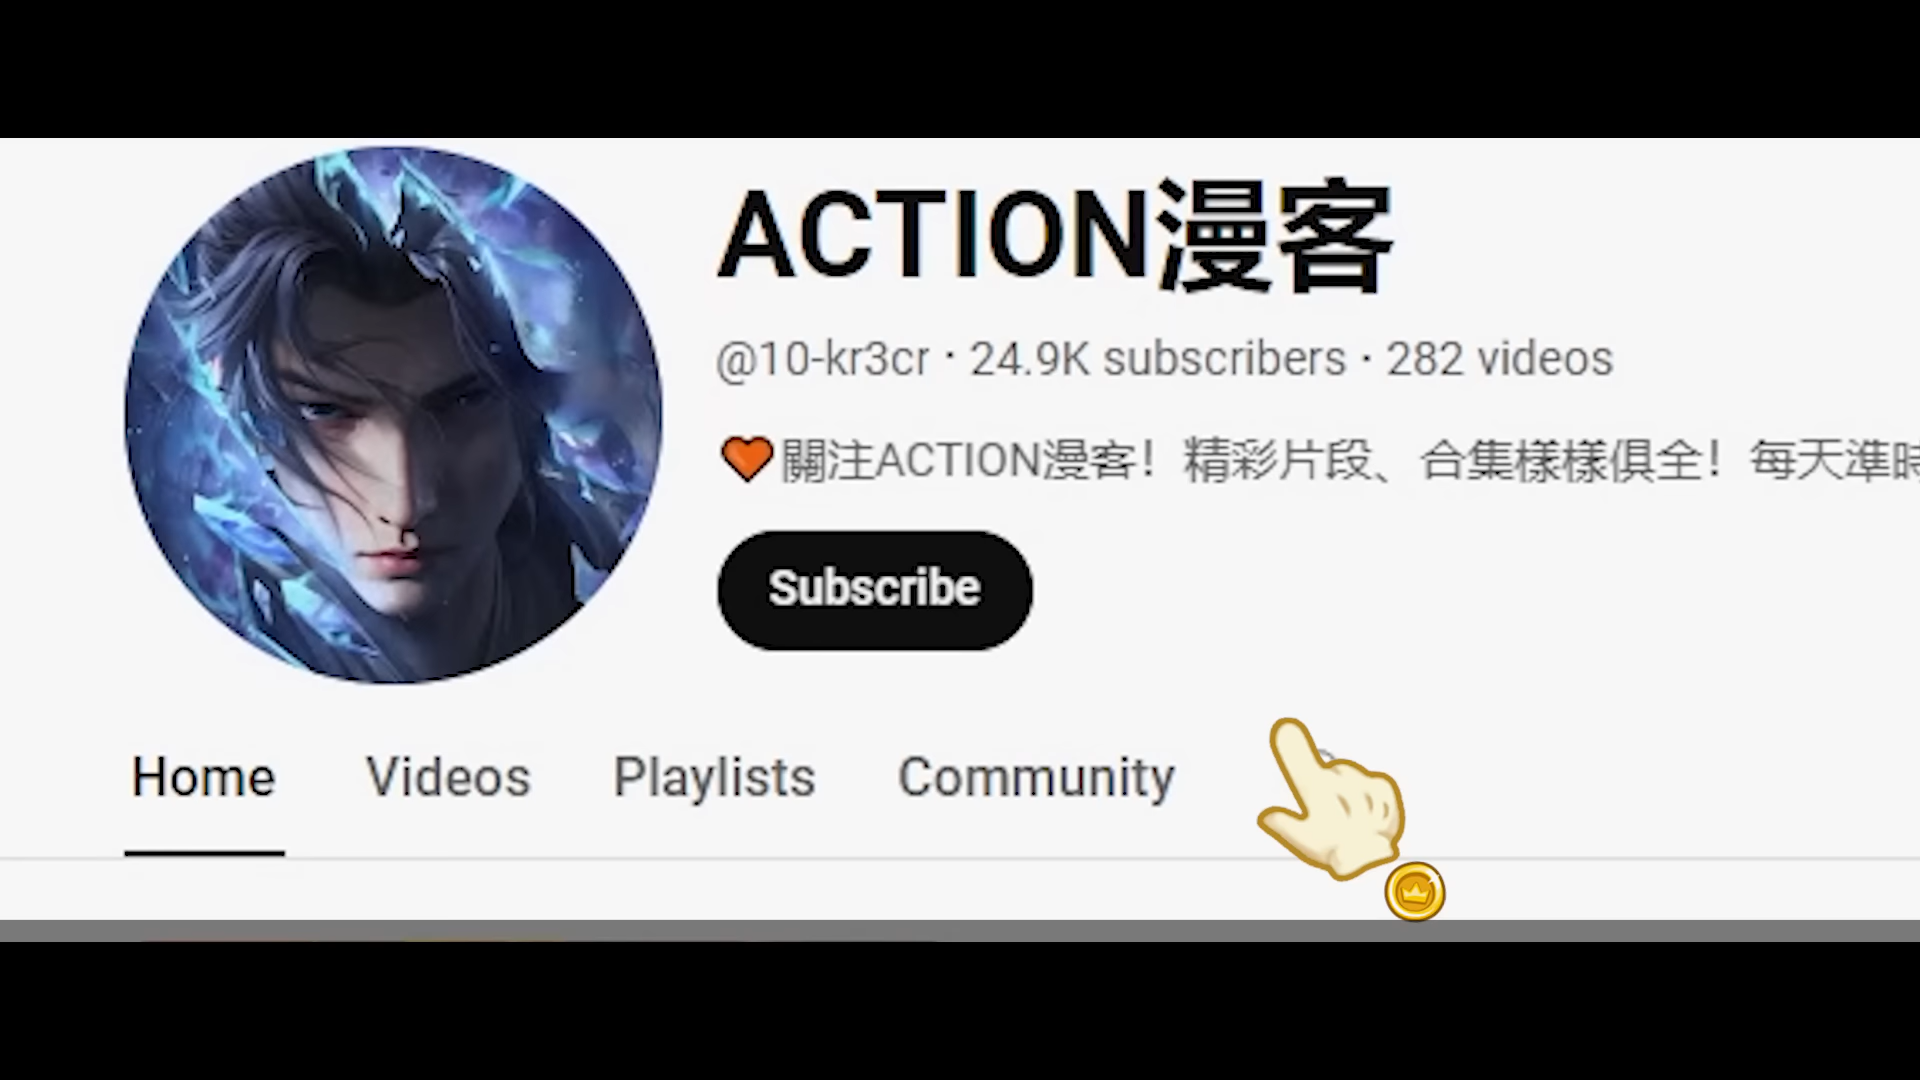 ACTION漫客
@10-kr3cr · 24.9K subscribers · 282 videos
🧡關注ACTION漫客！精彩片段、合集樣樣俱全！每天準時
Subscribe
Home Videos Playlists Community